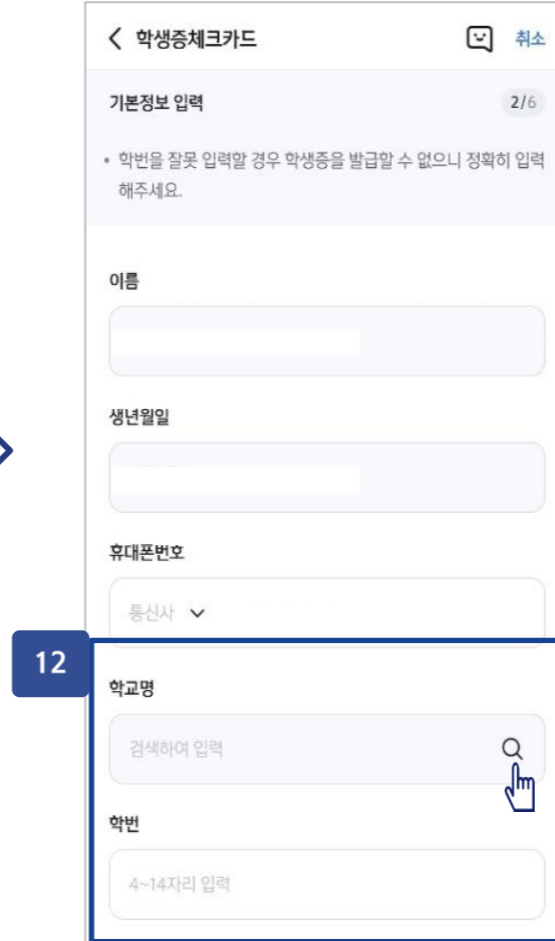 학생증체크카드 취소
기본정보 입력 2/6
• 학번을 잘못 입력할 경우 학생증을 발급할 수 없으니 정확히 입력
해주세요.
이름
생년월일
휴대폰번호
통신사
12
학교명
검색하여 입력
학번
4~14자리 입력